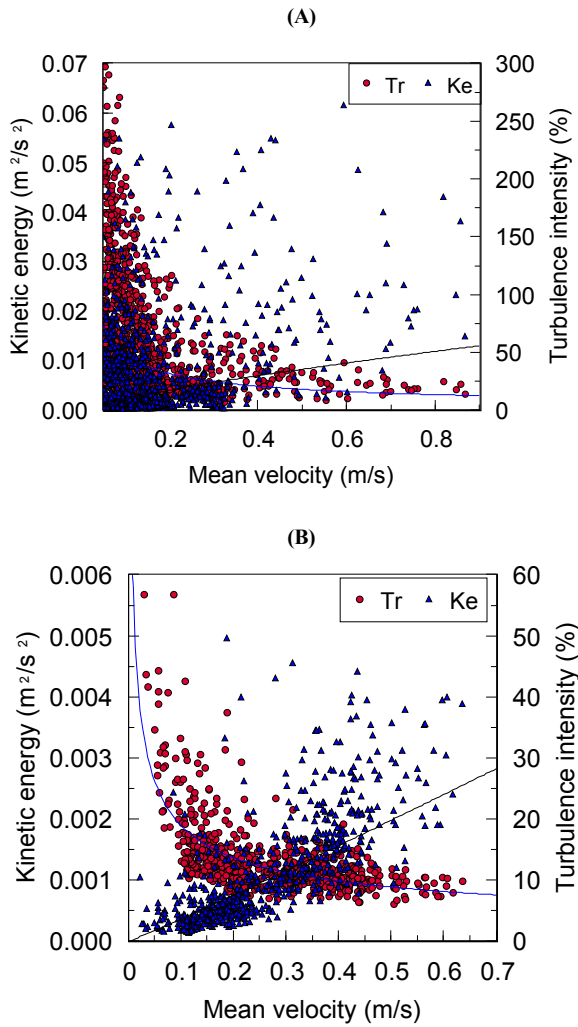 (A)
Tr Ke
Kinetic energy (m²/s²)
0.07
0.06
0.05
0.04
0.03
0.02
0.01
0.00
300
250
200
150
100
50
0
Turbulence intensity (%)
0.2 0.4 0.6 0.8
Mean velocity (m/s)
(B)
Tr Ke
Kinetic energy (m²/s²)
0.006
0.005
0.004
0.003
0.002
0.001
0.000
60
50
40
30
20
10
0
Turbulence intensity (%)
0 0.1 0.2 0.3 0.4 0.5 0.6 0.7
Mean velocity (m/s)